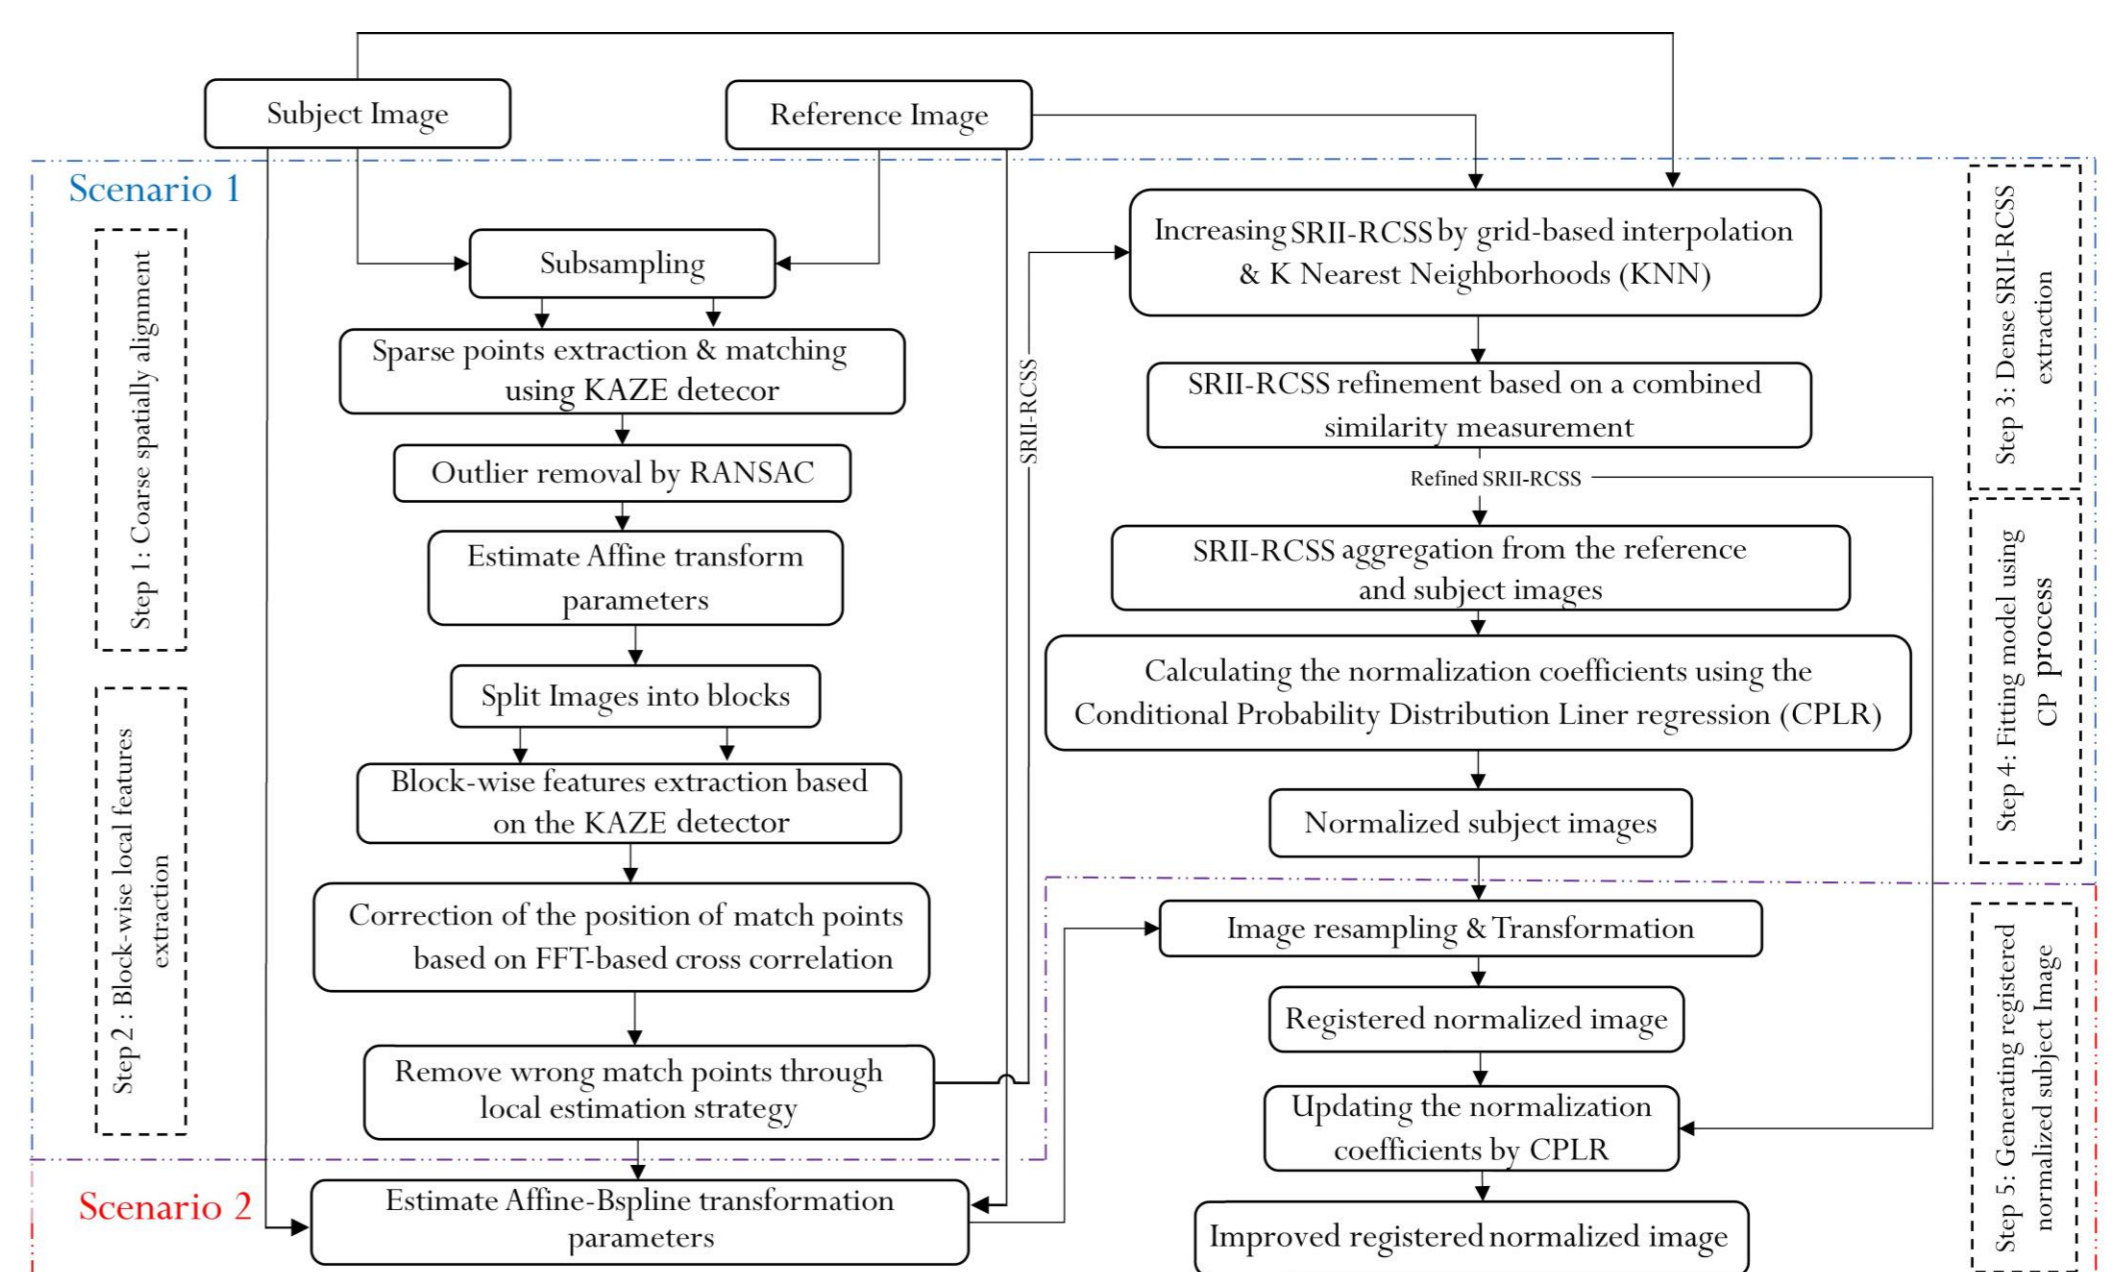 Subject Image
Reference Image
Scenario 1
Step 1: Coarse spatially alignment
Subsampling
Sparse points extraction & matching
using KAZE detecor
Outlier removal by RANSAC
Estimate Affine transform
parameters
Step 2 : Block-wise local features
extraction
Split Images into blocks
Block-wise features extraction based
on the KAZE detector
Correction of the position of match points
based on FFT-based cross correlation
Remove wrong match points through
local estimation strategy
SRII-RCSS
Increasing SRII-RCSS by grid-based interpolation
& K Nearest Neighborhoods (KNN)
SRII-RCSS refinement based on a combined
similarity measurement
Refined SRII-RCSS
Step 3: Dense SRII-RCSS
extraction
SRII-RCSS aggregation from the reference
and subject images
Calculating the normalization coefficients using the
Conditional Probability Distribution Liner regression (CPLR)
Normalized subject images
Step 4: Fitting model using
CP process
Scenario 2
Estimate Affine-Bspline transformation
parameters
Image resampling & Transformation
Registered normalized image
Updating the normalization
coefficients by CPLR
Improved registered normalized image
Step 5: Generating registered
normalized subject Image